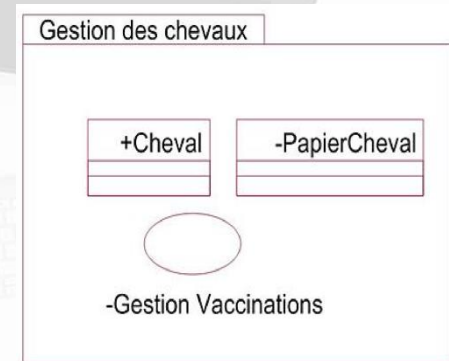 Gestion des chevaux
+Cheval
-PapierCheval
-Gestion Vaccinations